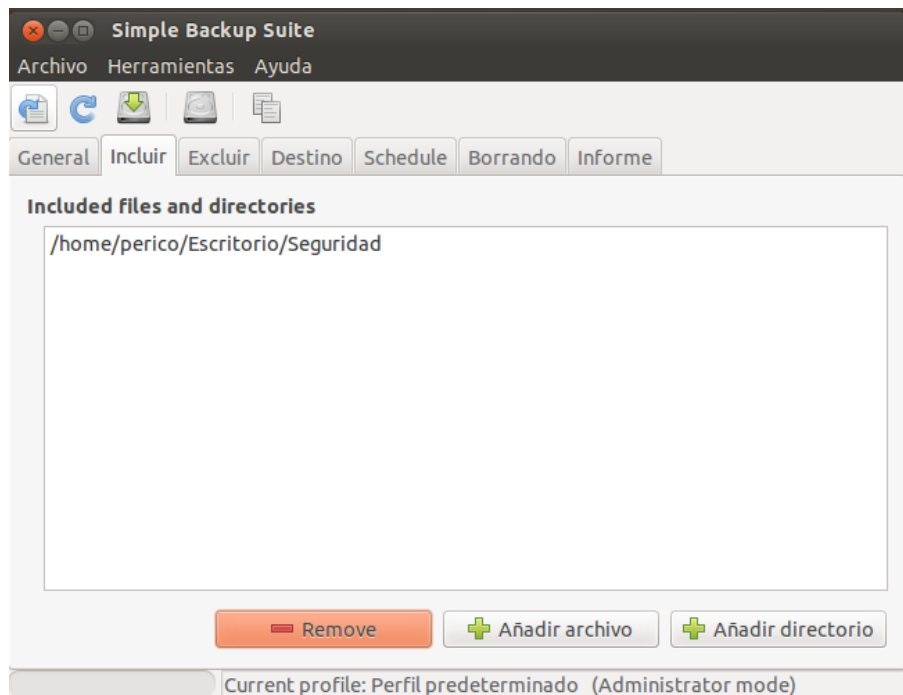 Simple Backup Suite
Archivo Herramientas Ayuda
General Incluir Excluir Destino Schedule Borrando Informe
Included files and directories
/home/perico/Escritorio/Seguridad
Remove Añadir archivo Añadir directorio
Current profile: Perfil predeterminado (Administrator mode)